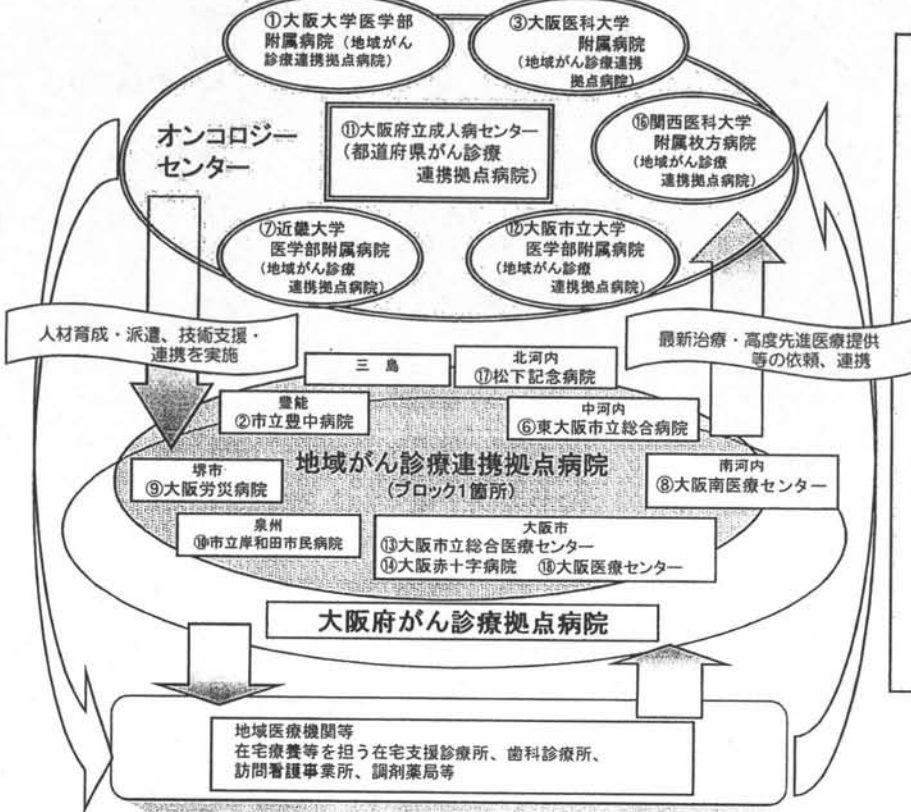 ①大阪大学医学部
附属病院（地域がん
診療連携拠点病院）
③大阪医科大学
附属病院
（地域がん診療連携
拠点病院）
オンコロジー
センター
⑪大阪府立成人病センター
（都道府県がん診療
連携拠点病院）
⑯関西医科大学
附属枚方病院
（地域がん診療
連携拠点病院）
⑦近畿大学
医学部附属病院
（地域がん診療
連携拠点病院）
⑫大阪市立大学
医学部附属病院
（地域がん診療
連携拠点病院）
人材育成・派遣、技術支援・
連携を実施
最新治療・高度先進医療提供
等の依頼、連携
三 島
北河内
⑰松下記念病院
豊能
②市立豊中病院
中河内
⑥東大阪市立総合病院
地域がん診療連携拠点病院
（ブロック1箇所）
堺市
⑨大阪労災病院
南河内
⑧大阪南医療センター
泉州
⑩市立岸和田市民病院
大阪市
⑬大阪市立総合医療センター
⑭大阪赤十字病院 ⑱大阪医療センター
大阪府がん診療拠点病院
地域医療機関等
在宅療養等を担う在宅支援診療所、歯科診療所、
訪問看護事業所、調剤薬局等